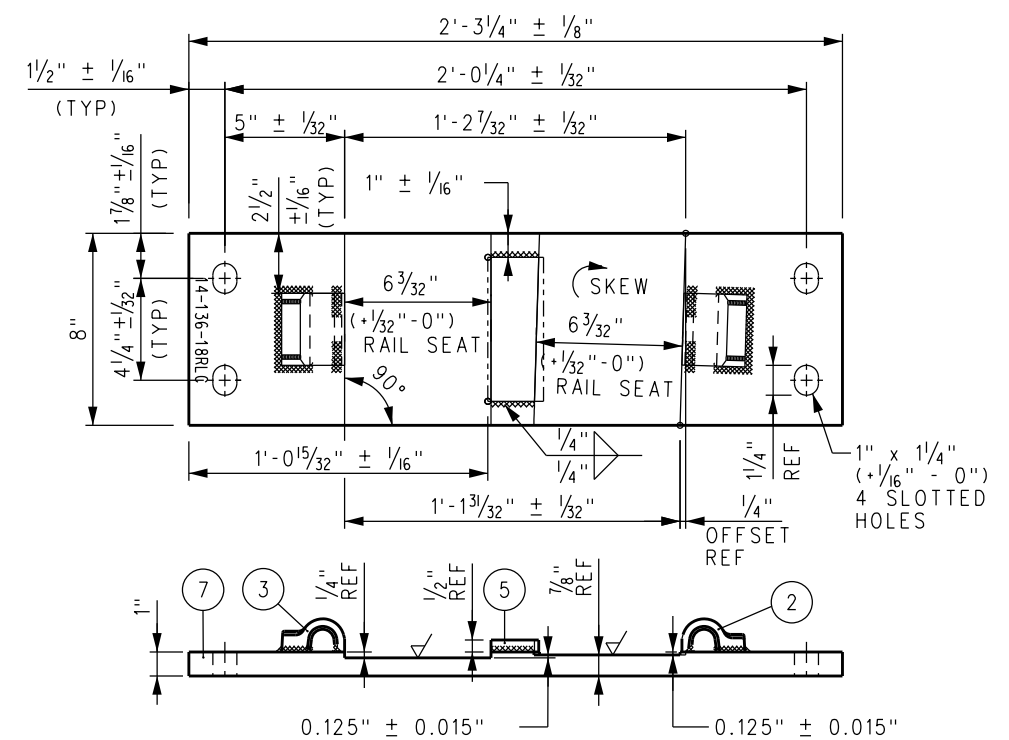 2'-3 1/4" ± 1/8"
1 1/2" ± 1/16"
(TYP)
2'-0 1/4" ± 1/32"
5" ± 1/32"
1'-2 7/32" ± 1/32"
1 7/8" ± 1/16"
(TYP)
2 1/2"
± 1/16"
(TYP)
1" ± 1/16"
8"
4 1/4" ± 1/32"
(TYP)
14-136-18RLG
6 3/32"
(+1/32"-0")
RAIL SEAT
SKEW
6 3/32"
(+1/32"-0")
RAIL SEAT
90°
1/4"
1/4"
1 1/4"
REF
1" x 1 1/4"
(+1/16" - 0")
4 SLOTTED
HOLES
1'-0 15/32" ± 1/16"
1'-1 31/32" ± 1/32"
1/4"
OFFSET
REF
7
3
1/4"
REF
1/2"
REF
5
7/8"
REF
2
1"
0.125" ± 0.015"
0.125" ± 0.015"